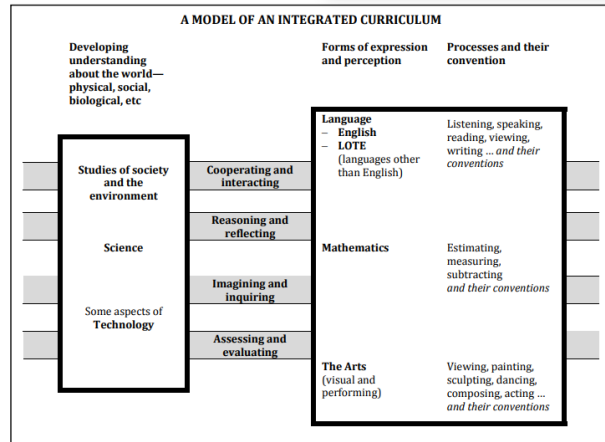 A MODEL OF AN INTEGRATED CURRICULUM
Developing
understanding
about the world—
physical, social,
biological, etc
Forms of expression
and perception
Processes and their
convention
Studies of society
and the
environment
Science
Some aspects of
Technology
Cooperating and
interacting
Reasoning and
reflecting
Imagining and
inquiring
Assessing and
evaluating
Language
– English
– LOTE
(languages other
than English)
Mathematics
The Arts
(visual and
performing)
Listening, speaking,
reading, viewing,
writing … and their
conventions
Estimating,
measuring,
subtracting
and their conventions
Viewing, painting,
sculpting, dancing,
composing, acting …
and their conventions